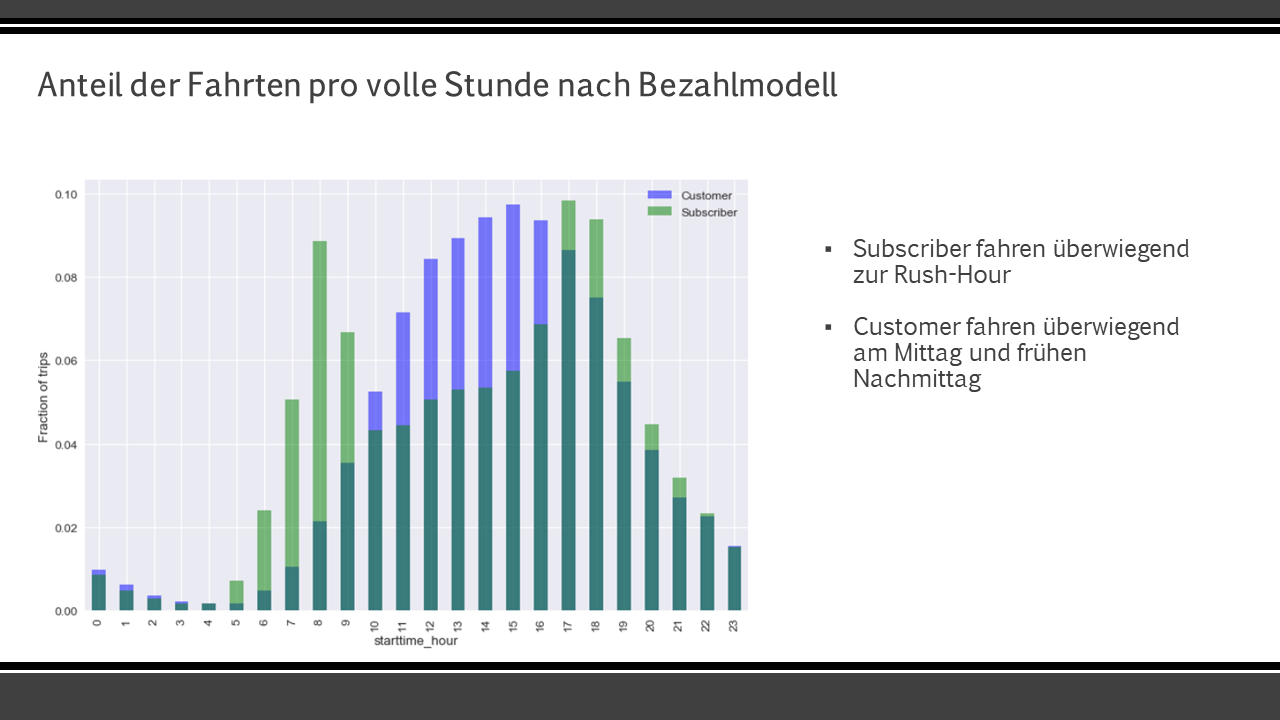 Anteil der Fahrten pro volle Stunde nach Bezahlmodell
Customer
Subscriber
0.10
0.08
0.06
0.04
0.02
0.00
Fraction of trips
0 1 2 3 4 5 6 7 8 9 10 11 12 13 14 15 16 17 18 19 20 21 22 23
starttime_hour
▪ Subscriber fahren überwiegend
zur Rush-Hour
▪ Customer fahren überwiegend
am Mittag und frühen
Nachmittag